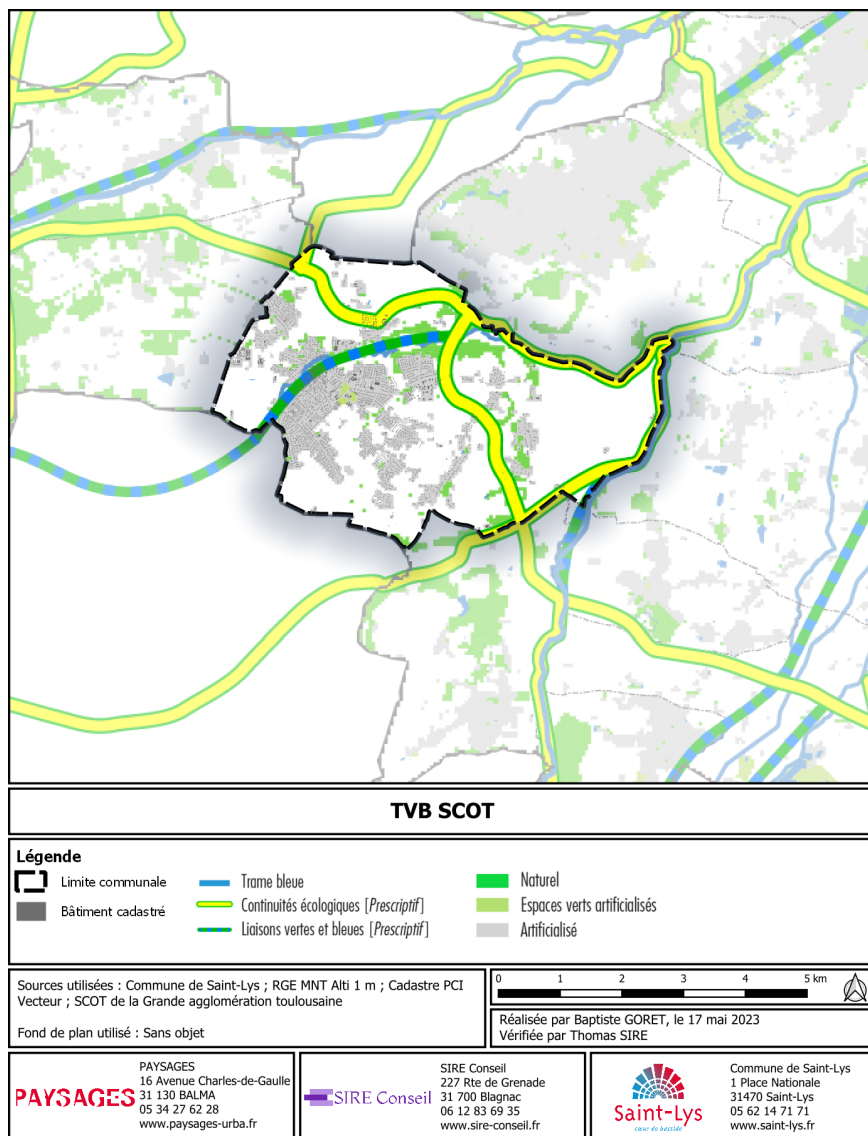 TVB SCOT
Légende
Limite communale
Bâtiment cadastré
Trame bleue
Continuités écologiques [Prescriptif]
Liaisons vertes et bleues [Prescriptif]
Naturel
Espaces verts artificialisés
Artificialisé
Sources utilisées : Commune de Saint-Lys ; RGE MNT Alti 1 m ; Cadastre PCI
Vecteur ; SCOT de la Grande agglomération toulousaine
Fond de plan utilisé : Sans objet
0 1 2 3 4 5 km
Réalisée par Baptiste GORET, le 17 mai 2023
Vérifiée par Thomas SIRE
PAYSAGES
PAYSAGES
16 Avenue Charles-de-Gaulle
31 130 BALMA
05 34 27 62 28
www.paysages-urba.fr
SIRE Conseil
SIRE Conseil
227 Rte de Grenade
31 700 Blagnac
06 12 83 69 35
www.sire-conseil.fr
Saint-Lys
cœur de bastide
Commune de Saint-Lys
1 Place Nationale
31470 Saint-Lys
05 62 14 71 71
www.saint-lys.fr